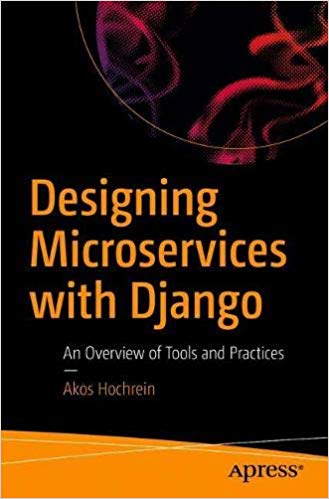 Designing
Microservices
with Django
An Overview of Tools and Practices
—
Akos Hochrein
Apress®